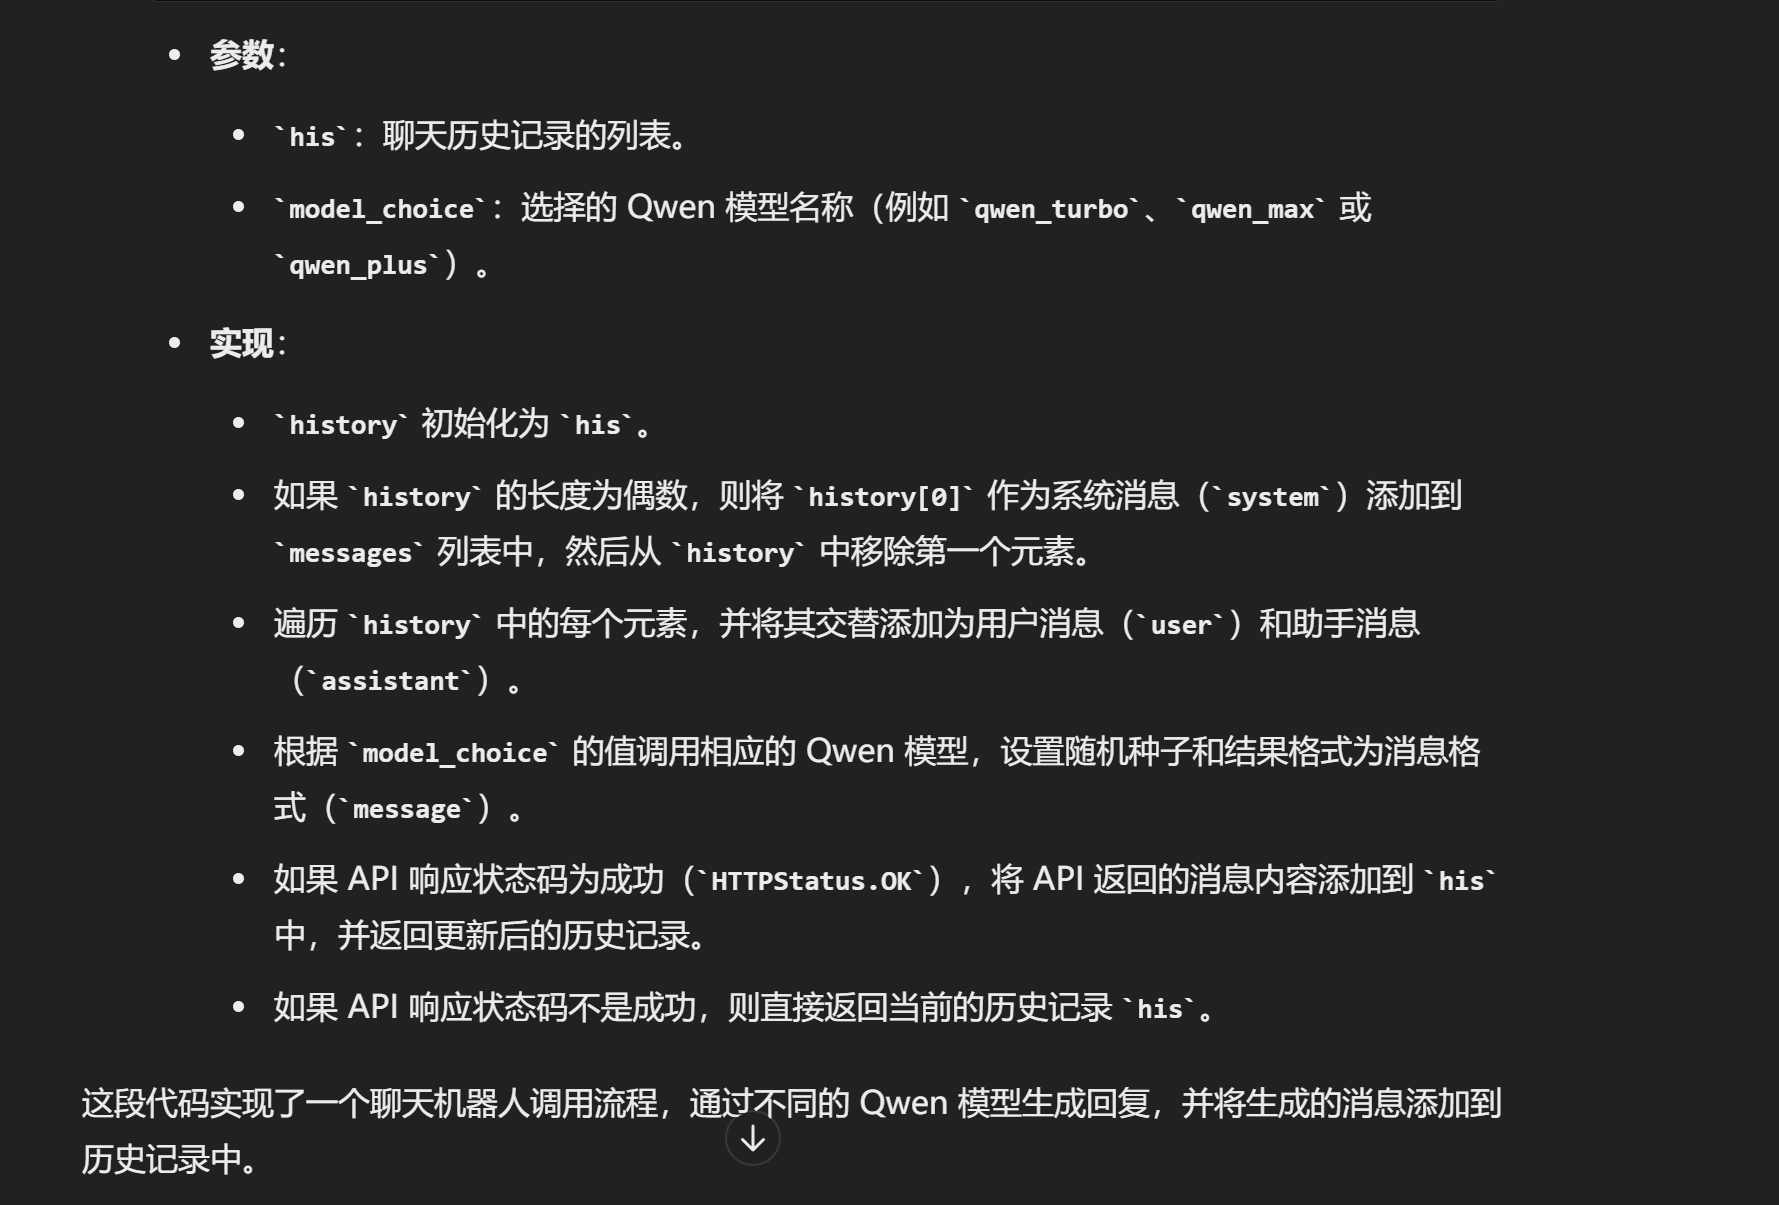 参数：
`his`：聊天历史记录的列表。
`model_choice`：选择的 Qwen 模型名称（例如 `qwen_turbo`、`qwen_max` 或
`qwen_plus`）。
实现：
`history` 初始化为 `his`。
如果 `history` 的长度为偶数，则将 `history[0]` 作为系统消息（`system`）添加到
`messages` 列表中，然后从 `history` 中移除第一个元素。
遍历 `history` 中的每个元素，并将其交替添加为用户消息（`user`）和助手消息
（`assistant`）。
根据 `model_choice` 的值调用相应的 Qwen 模型，设置随机种子和结果格式为消息格
式（`message`）。
如果 API 响应状态码为成功（`HTTPStatus.OK`），将 API 返回的消息内容添加到 `his`
中，并返回更新后的历史记录。
如果 API 响应状态码不是成功，则直接返回当前的历史记录 `his`。
这段代码实现了一个聊天机器人调用流程，通过不同的 Qwen 模型生成回复，并将生成的消息添加到
历史记录中。